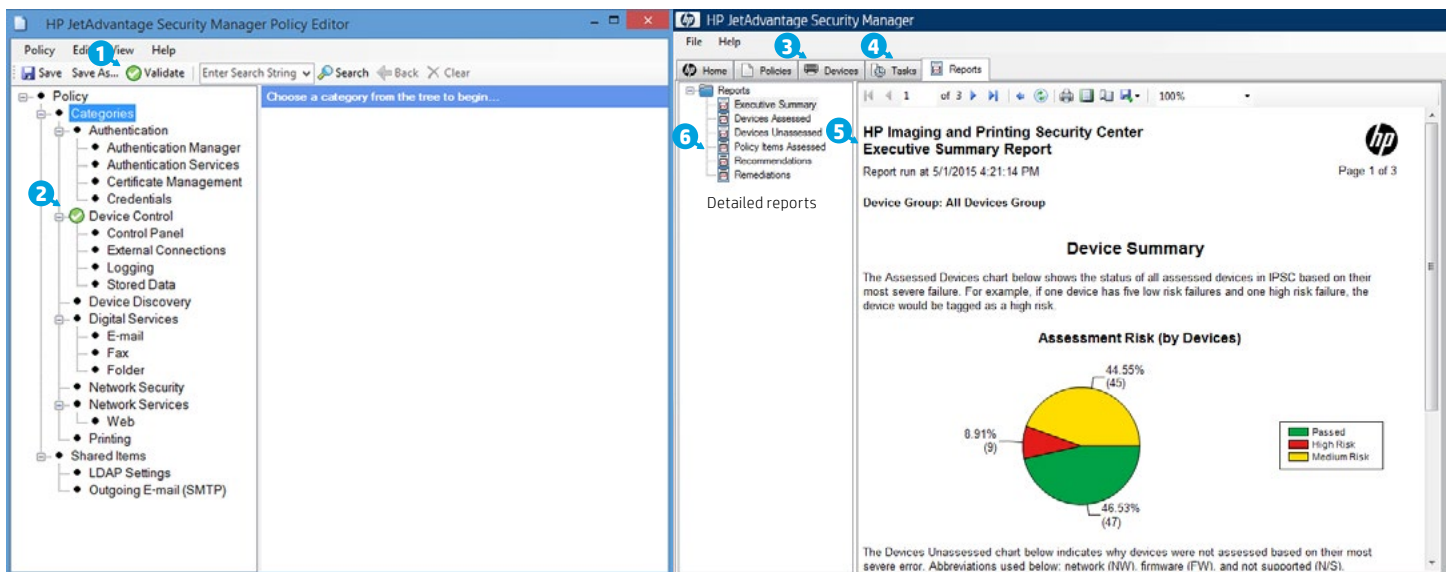 HP JetAdvantage Security Manager Policy Editor
Policy Edit View Help
1
Save Save As... Validate Enter Search String Search Back Clear
Policy
Choose a category from the tree to begin...
Categories
Authentication
Authentication Manager
Authentication Services
Certificate Management
Credentials
2
Device Control
Control Panel
External Connections
Logging
Stored Data
Device Discovery
Digital Services
E-mail
Fax
Folder
Network Security
Network Services
Web
Printing
Shared Items
LDAP Settings
Outgoing E-mail (SMTP)
hp HP JetAdvantage Security Manager
File Help
3
4
Home Policies Devices Tasks Reports
Reports
Executive Summary
Devices Assessed
Devices Unassessed
Policy Items Assessed
Recommendations
Remediations
6
Detailed reports
1 of 3 100%
5
HP Imaging and Printing Security Center
Executive Summary Report
hp
Report run at 5/1/2015 4:21:14 PM
Page 1 of 3
Device Group: All Devices Group
Device Summary
The Assessed Devices chart below shows the status of all assessed devices in IPSC based on their
most severe failure. For example, if one device has five low risk failures and one high risk failure, the
device would be tagged as a high risk.
Assessment Risk (by Devices)
44.55%
(45)
8.91%
(9)
46.53%
(47)
Passed
High Risk
Medium Risk
The Devices Unassessed chart below indicates why devices were not assessed based on their most
severe error. Abbreviations used below: network (NW), firmware (FW), and not supported (N/S).